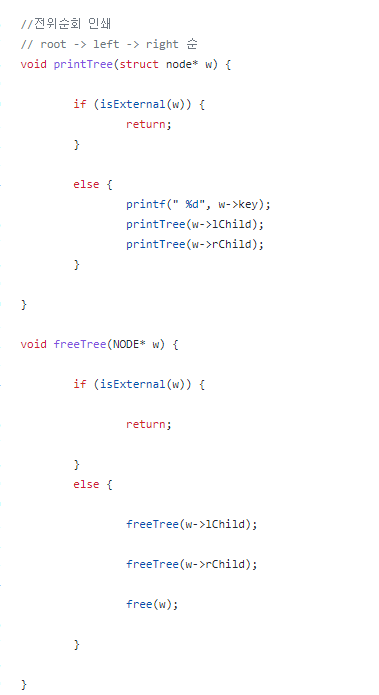 //전위순회 인쇄
// root -> left -> right 순
void printTree(struct node* w) {
if (isExternal(w)) {
return;
}
else {
printf(" %d", w->key);
printTree(w->lChild);
printTree(w->rChild);
}
}
void freeTree(NODE* w) {
if (isExternal(w)) {
return;
}
else {
freeTree(w->lChild);
freeTree(w->rChild);
free(w);
}
}